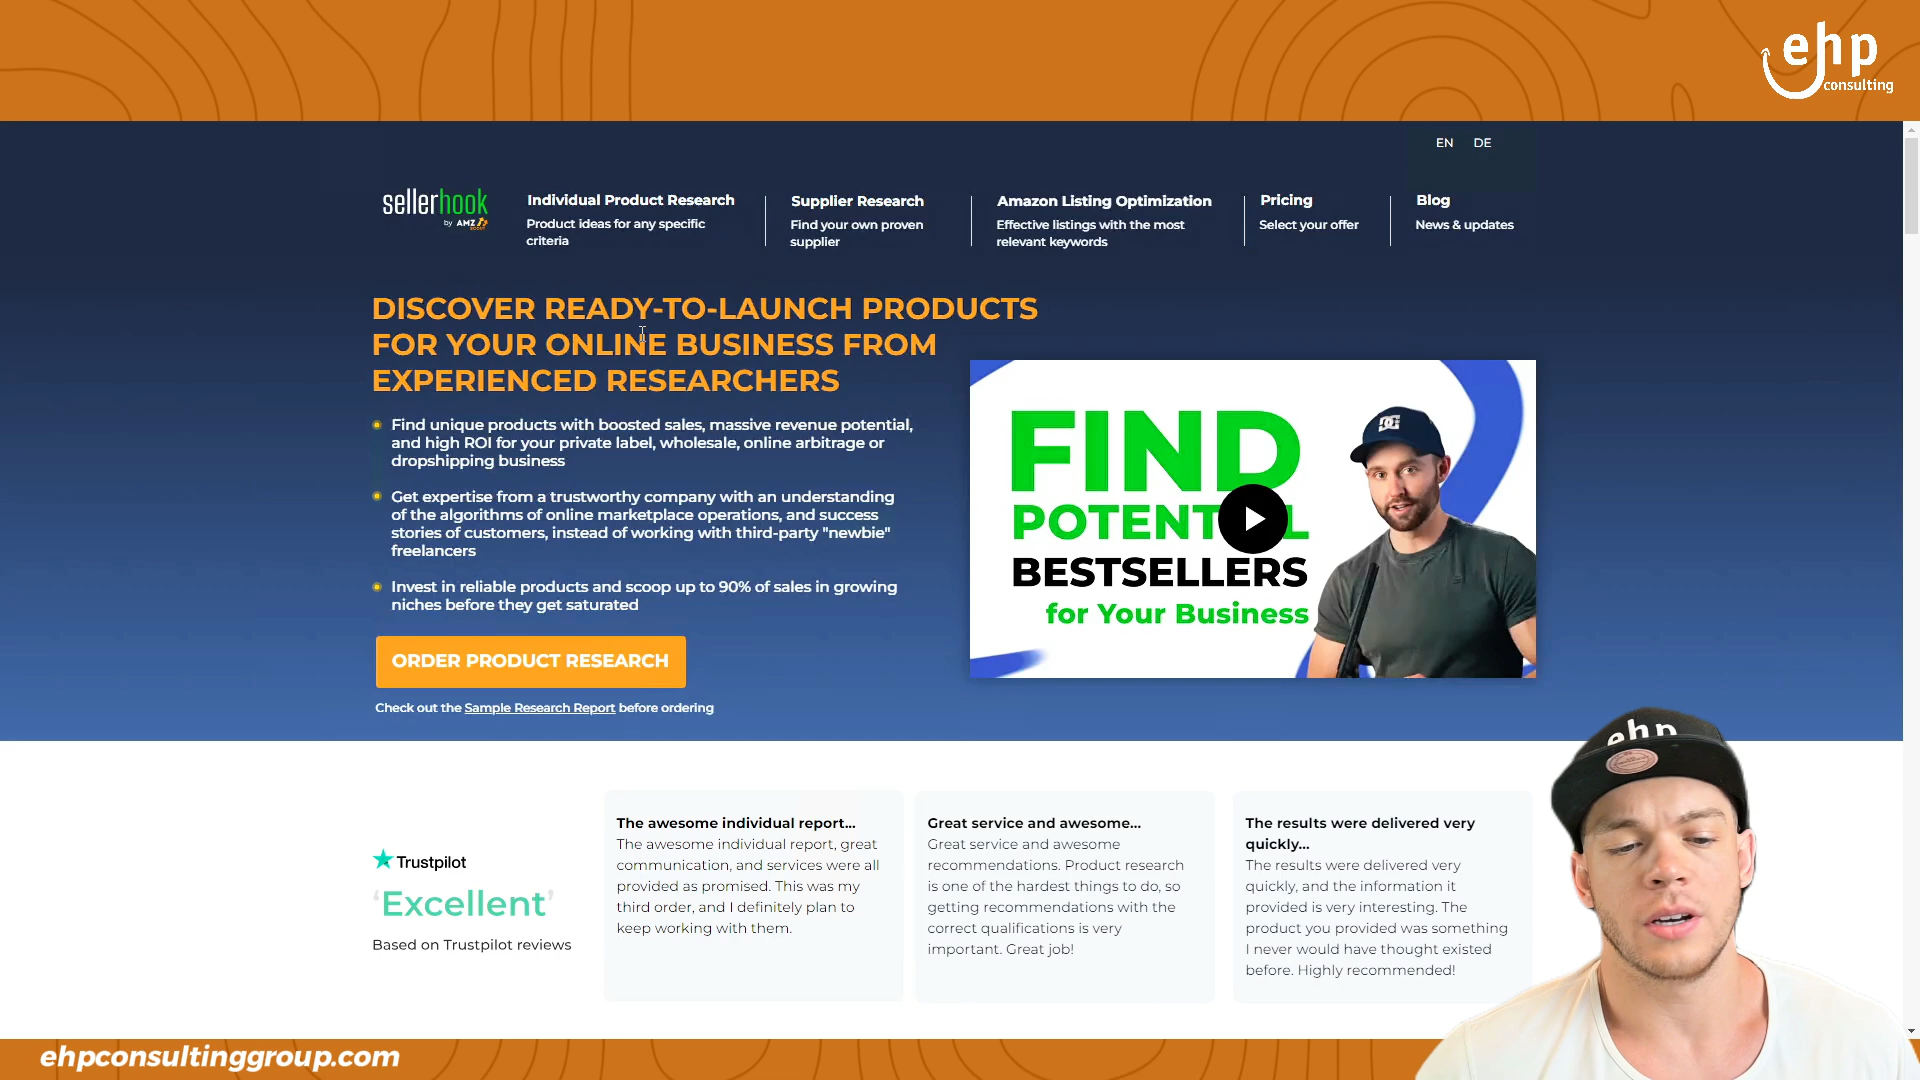 ehp
consulting
EN DE
sellerhook
by AMZ
SCOUT
Individual Product Research
Product ideas for any specific
criteria
Supplier Research
Find your own proven
supplier
Amazon Listing Optimization
Effective listings with the most
relevant keywords
Pricing
Select your offer
Blog
News & updates
DISCOVER READY-TO-LAUNCH PRODUCTS
FOR YOUR ONLINE BUSINESS FROM
EXPERIENCED RESEARCHERS
Find unique products with boosted sales, massive revenue potential,
and high ROI for your private label, wholesale, online arbitrage or
dropshipping business
Get expertise from a trustworthy company with an understanding
of the algorithms of online marketplace operations, and success
stories of customers, instead of working with third-party "newbie"
freelancers
Invest in reliable products and scoop up to 90% of sales in growing
niches before they get saturated
ORDER PRODUCT RESEARCH
Check out the Sample Research Report before ordering
FIND
POTENT L
BESTSELLERS
for Your Business
DC
Trustpilot
'Excellent'
Based on Trustpilot reviews
The awesome individual report...
The awesome individual report, great
communication, and services were all
provided as promised. This was my
third order, and I definitely plan to
keep working with them.
Great service and awesome...
Great service and awesome
recommendations. Product research
is one of the hardest things to do, so
getting recommendations with the
correct qualifications is very
important. Great job!
The results were delivered very
quickly...
The results were delivered very
quickly, and the information it
provided is very interesting. The
product you provided was something
I never would have thought existed
before. Highly recommended!
ehp
ehpconsultinggroup.com